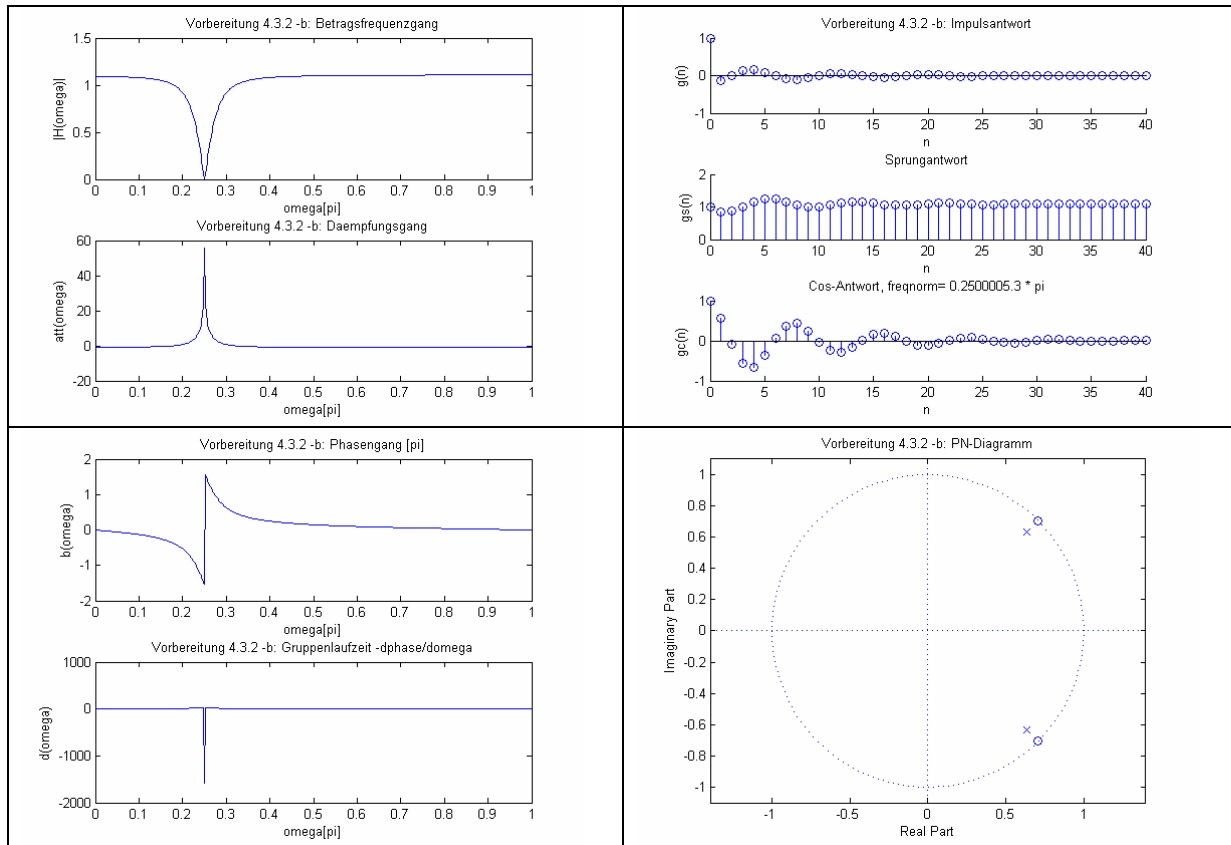 Vorbereitung 4.3.2 -b: Betragsfrequenzgang
|H(omega)|
1.5
1
0.5
0
0 0.1 0.2 0.3 0.4 0.5 0.6 0.7 0.8 0.9 1
omega[pi]
Vorbereitung 4.3.2 -b: Daempfungsgang
att(omega)
60
40
20
0
-20
0 0.1 0.2 0.3 0.4 0.5 0.6 0.7 0.8 0.9 1
omega[pi]
Vorbereitung 4.3.2 -b: Impulsantwort
g(n)
1
0
-1
0 5 10 15 20 25 30 35 40
n
Sprungantwort
gs(n)
2
1
0
0 5 10 15 20 25 30 35 40
n
Cos-Antwort, freqnorm= 0.2500005.3 * pi
gc(n)
1
0
-1
0 5 10 15 20 25 30 35 40
n
Vorbereitung 4.3.2 -b: Phasengang [pi]
b(omega)
2
1
0
-1
-2
0 0.1 0.2 0.3 0.4 0.5 0.6 0.7 0.8 0.9 1
omega[pi]
Vorbereitung 4.3.2 -b: Gruppenlaufzeit -dphase/domega
d(omega)
1000
0
-1000
-2000
0 0.1 0.2 0.3 0.4 0.5 0.6 0.7 0.8 0.9 1
omega[pi]
Vorbereitung 4.3.2 -b: PN-Diagramm
Imaginary Part
1
0.8
0.6
0.4
0.2
0
-0.2
-0.4
-0.6
-0.8
-1
-1 -0.5 0 0.5 1
Real Part